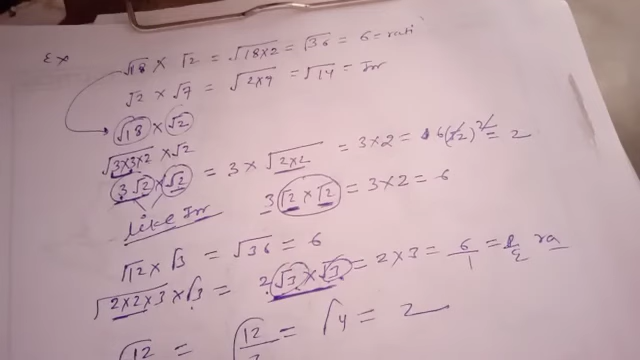 Ex
√18 × √2 = √18×2 = √36 = 6 = rati
√2 × √7 = √2×7 = √14 = Irr
√18 × √2
√3×3×2 × √2
3√2 × √2 = 3 × √2×2 = 3×2 = 6 (√2)² = 2
like Irr
3 √2 × √2 = 3×2 = 6
√12 × √3 = √36 = 6
√2×2×3 × √3 = 2 √3 × √3 = 2×3 = 6/1 = p/q ra
√12 = √12/3 = √4 = 2